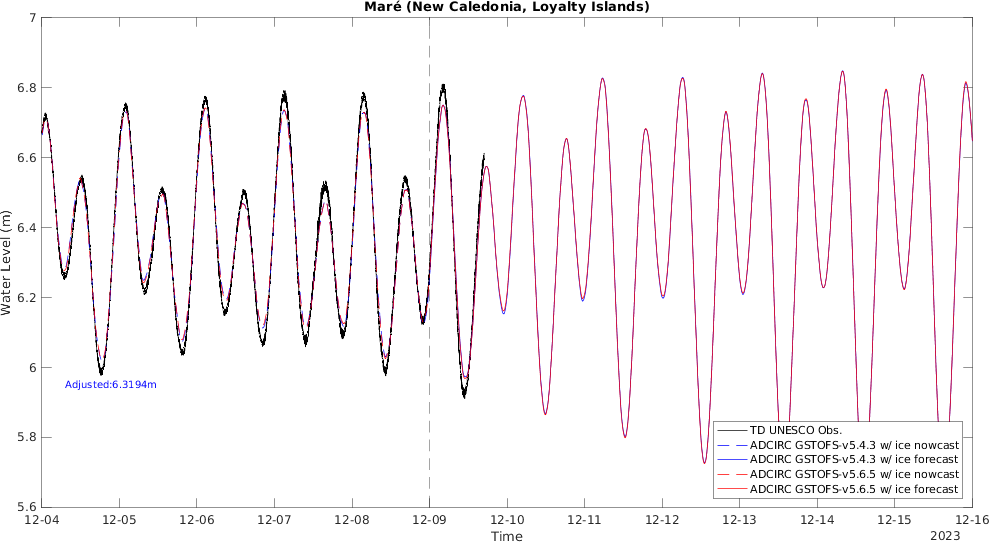 Maré (New Caledonia, Loyalty Islands)
7
6.8
6.6
6.4
6.2
6
5.8
5.6
Water Level (m)
Adjusted:6.3194m
TD UNESCO Obs.
ADCIRC GSTOFS-v5.4.3 w/ ice nowcast
ADCIRC GSTOFS-v5.4.3 w/ ice forecast
ADCIRC GSTOFS-v5.6.5 w/ ice nowcast
ADCIRC GSTOFS-v5.6.5 w/ ice forecast
12-04 12-05 12-06 12-07 12-08 12-09 12-10 12-11 12-12 12-13 12-14 12-15 12-16
Time
2023